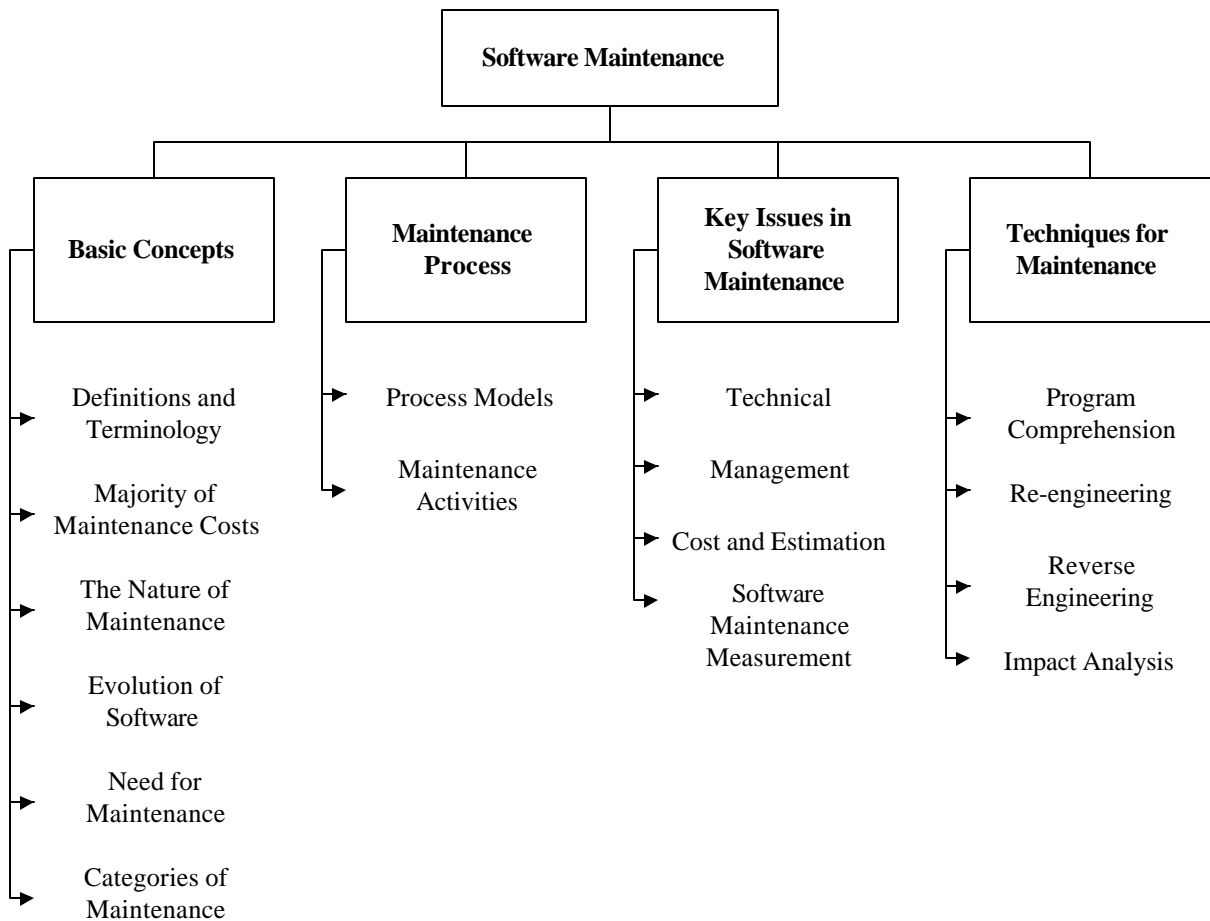 Software Maintenance
Basic Concepts
Definitions and
Terminology
Majority of
Maintenance Costs
The Nature of
Maintenance
Evolution of
Software
Need for
Maintenance
Categories of
Maintenance
Maintenance
Process
Process Models
Maintenance
Activities
Key Issues in
Software
Maintenance
Technical
Management
Cost and Estimation
Software
Maintenance
Measurement
Techniques for
Maintenance
Program
Comprehension
Re-engineering
Reverse
Engineering
Impact Analysis